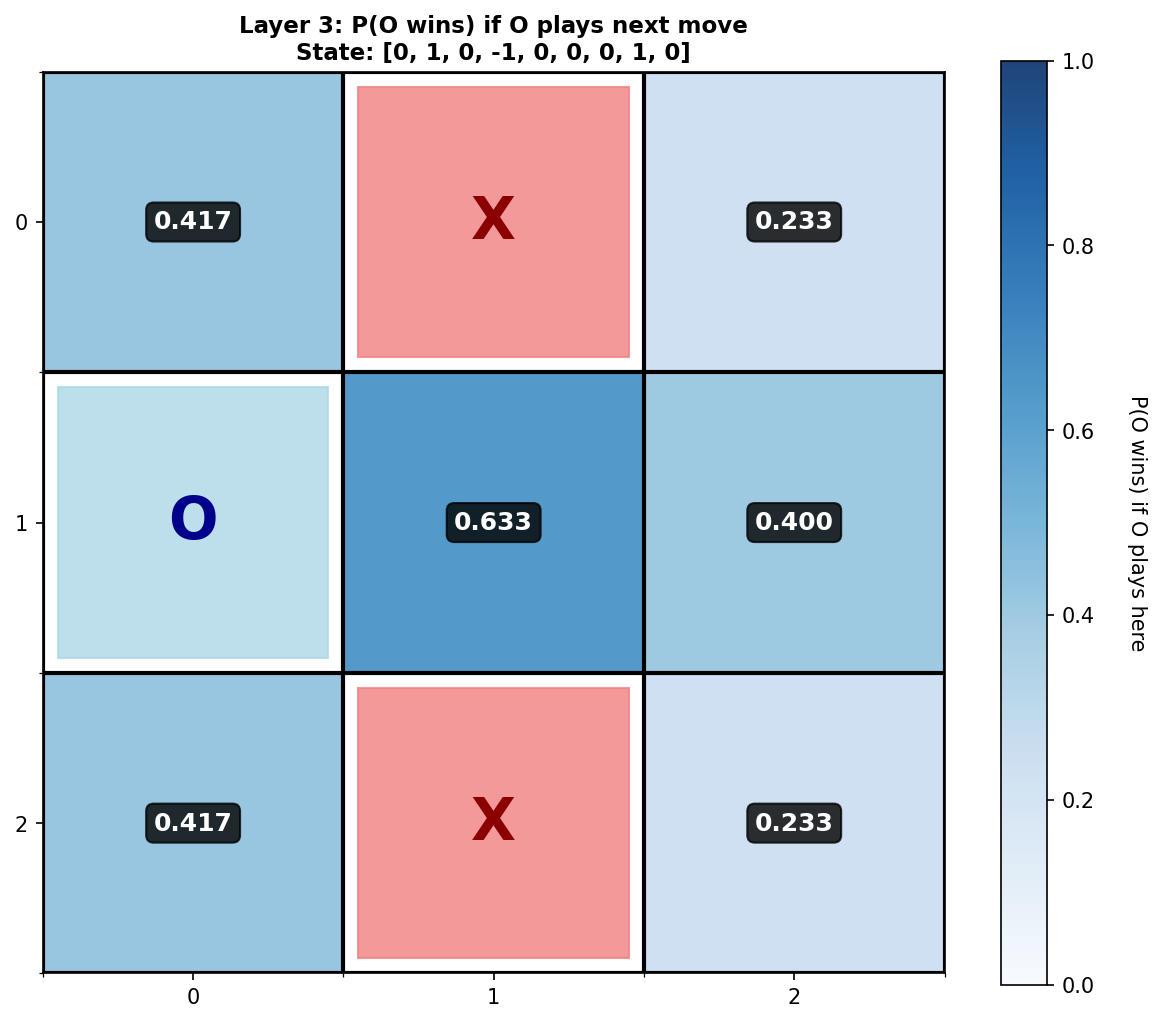 Layer 3: P(O wins) if O plays next move
State: [0, 1, 0, -1, 0, 0, 0, 1, 0]
0.417 X 0.233
O 0.633 0.400
0.417 X 0.233
0
1
2
0 1 2
1.0
0.8
0.6
0.4
0.2
0.0
P(O wins) if O plays here